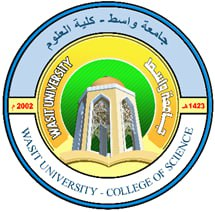 جامعة واسط - كلية العلوم
WASIT UNIVERSITY
جامعة واسط
2002 م
1423 هـ
WASIT UNIVERSITY - COLLEGE OF SCIENCE